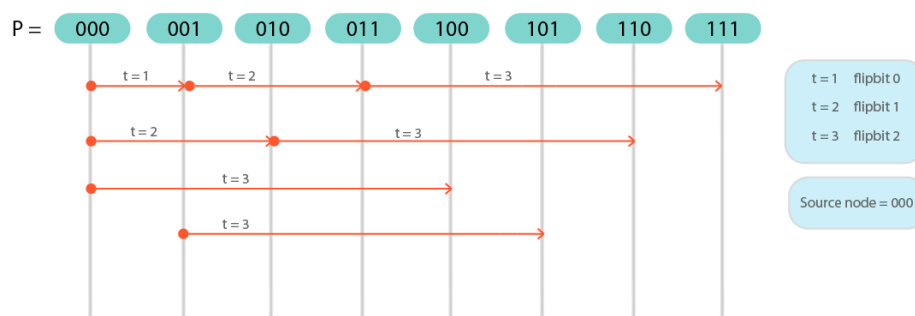 P = 000 001 010 011 100 101 110 111
t = 1 t = 2 t = 3
t = 2 t = 3
t = 3
t = 3
t = 1 flipbit 0
t = 2 flipbit 1
t = 3 flipbit 2
Source node = 000